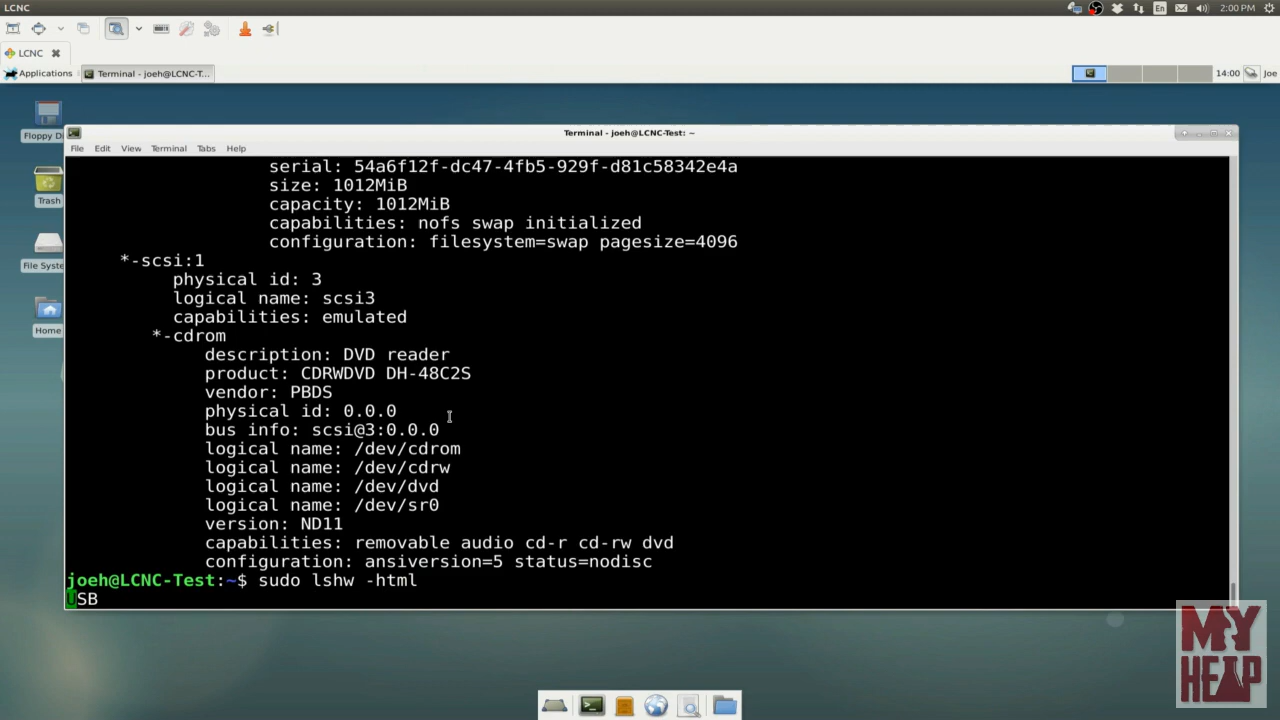 LCNC
En
2:00 PM
LCNC
Applications
Terminal - joeh@LCNC-T...
14:00
Joe
Floppy D
Trash
File Syste
Home
Terminal - joeh@LCNC-Test: ~
File Edit View Terminal Tabs Help
serial: 54a6f12f-dc47-4fb5-929f-d81c58342e4a
size: 1012MiB
capacity: 1012MiB
capabilities: nofs swap initialized
configuration: filesystem=swap pagesize=4096
*-scsi:1
physical id: 3
logical name: scsi3
capabilities: emulated
*-cdrom
description: DVD reader
product: CDRWDVD DH-48C2S
vendor: PBDS
physical id: 0.0.0
bus info: scsi@3:0.0.0
logical name: /dev/cdrom
logical name: /dev/cdrw
logical name: /dev/dvd
logical name: /dev/sr0
version: ND11
capabilities: removable audio cd-r cd-rw dvd
configuration: ansiversion=5 status=nodisc
joeh@LCNC-Test:~$ sudo lshw -html
USB
MY
HEAP